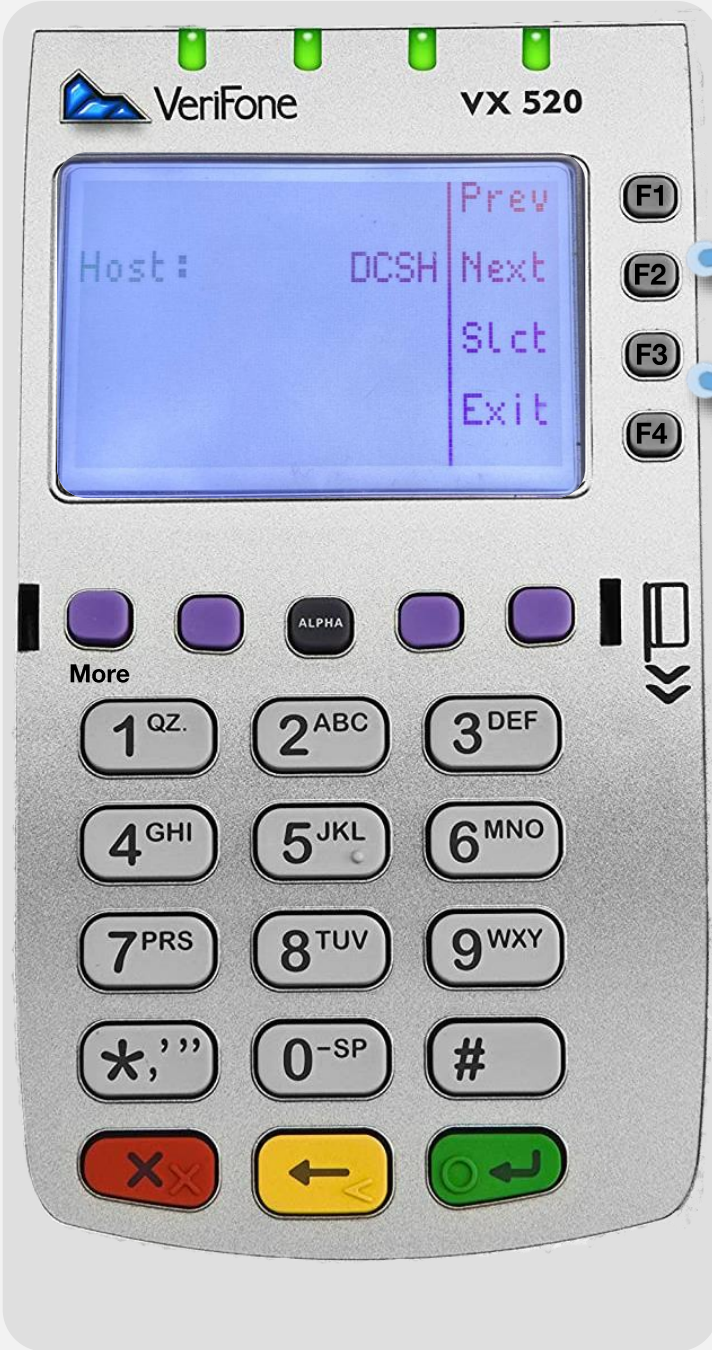 VeriFone VX 520
Prev F1
Host: DCSH Next F2
Slct F3
Exit F4
ALPHA
More
1 QZ. 2 ABC 3 DEF
4 GHI 5 JKL 6 MNO
7 PRS 8 TUV 9 WXY
*,'" 0 -SP #